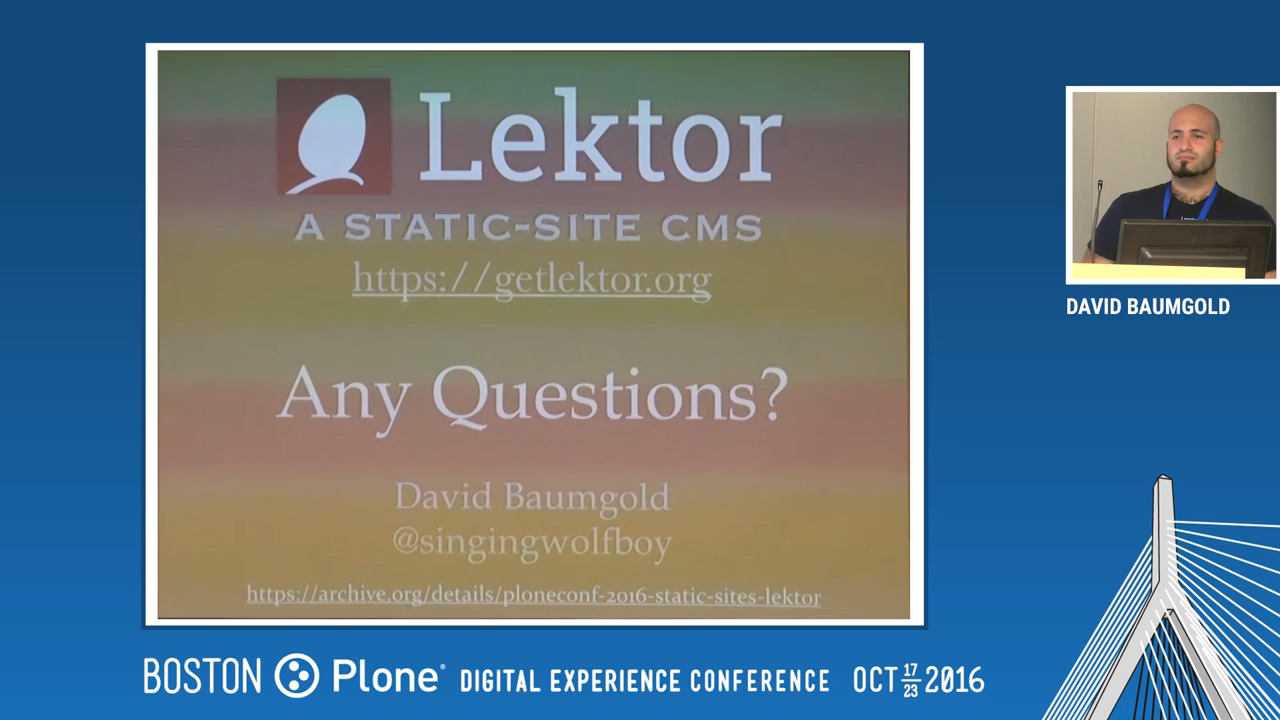 Lektor
A STATIC-SITE CMS
https://getlektor.org
Any Questions?
David Baumgold
@singingwolfboy
https://archive.org/details/ploneconf-2016-static-sites-lektor
DAVID BAUMGOLD
BOSTON Plone® DIGITAL EXPERIENCE CONFERENCE OCT 17 23 2016